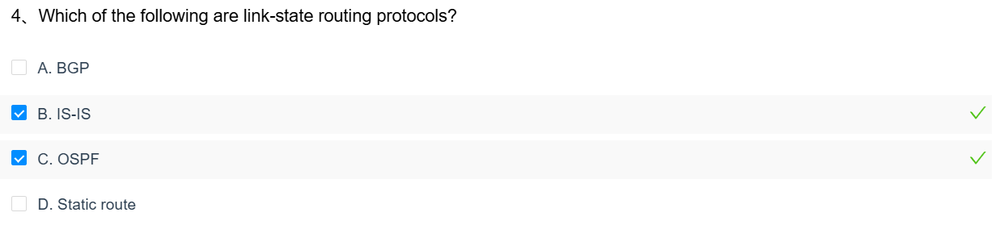 4、Which of the following are link-state routing protocols?
A. BGP
B. IS-IS
C. OSPF
D. Static route